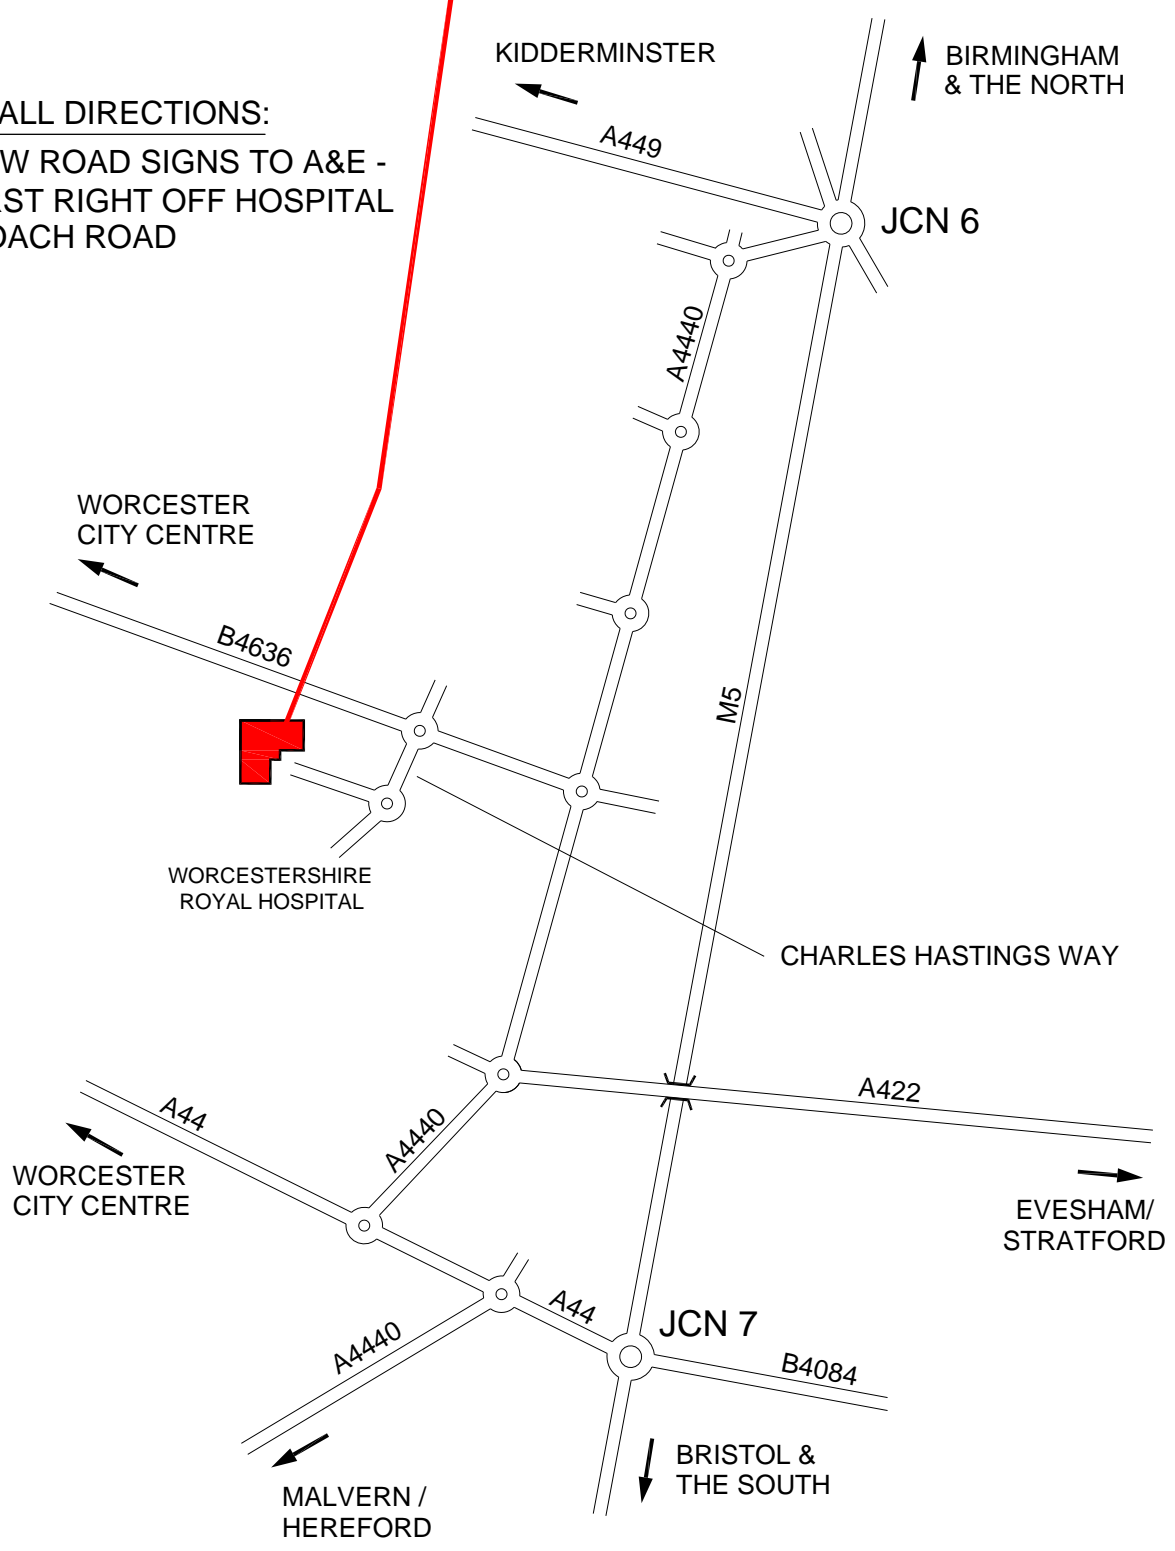 KIDDERMINSTER
BIRMINGHAM
& THE NORTH
ALL DIRECTIONS:
W ROAD SIGNS TO A&E -
RST RIGHT OFF HOSPITAL
OACH ROAD
A449
JCN 6
A4440
WORCESTER
CITY CENTRE
B4636
M5
WORCESTERSHIRE
ROYAL HOSPITAL
CHARLES HASTINGS WAY
A422
A44
A4440
WORCESTER
CITY CENTRE
EVESHAM/
STRATFORD
A44
JCN 7
A4440
B4084
BRISTOL &
THE SOUTH
MALVERN /
HEREFORD